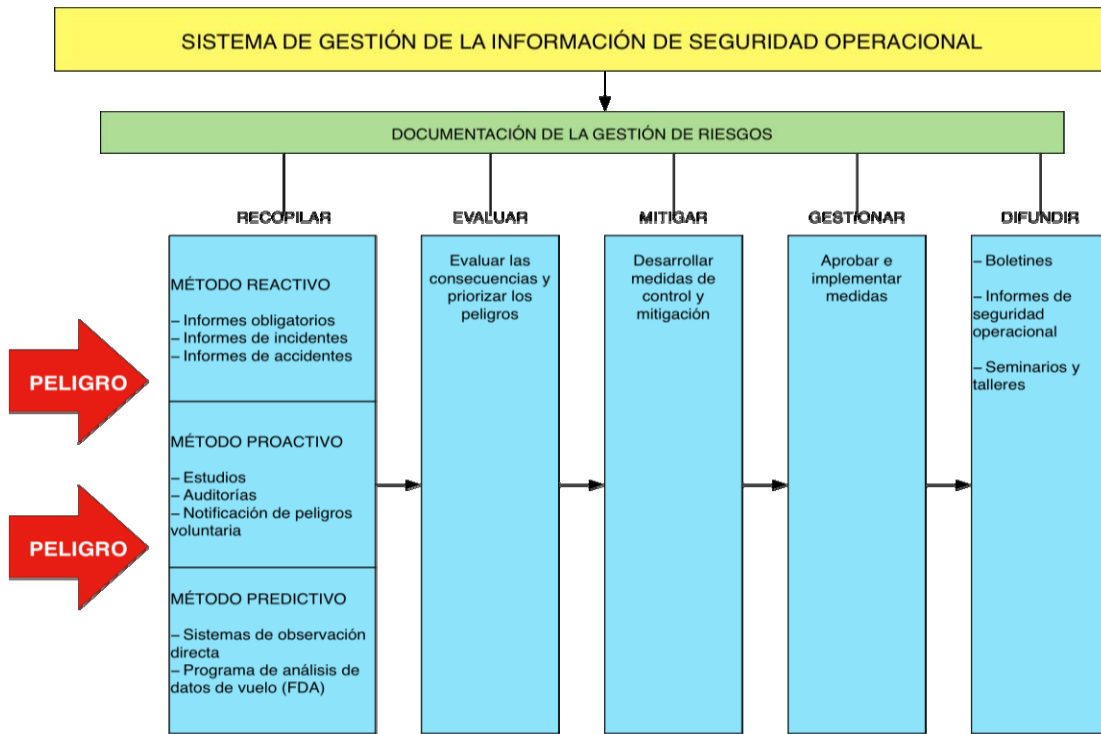 SISTEMA DE GESTIÓN DE LA INFORMACIÓN DE SEGURIDAD OPERACIONAL
DOCUMENTACIÓN DE LA GESTIÓN DE RIESGOS
RECOPILAR
EVALUAR
MITIGAR
GESTIONAR
DIFUNDIR
PELIGRO
PELIGRO
MÉTODO REACTIVO
– Informes obligatorios
– Informes de incidentes
– Informes de accidentes
MÉTODO PROACTIVO
– Estudios
– Auditorías
– Notificación de peligros
voluntaria
MÉTODO PREDICTIVO
– Sistemas de observación
directa
– Programa de análisis de
datos de vuelo (FDA)
Evaluar las
consecuencias y
priorizar los
peligros
Desarrollar
medidas de
control y
mitigación
Aprobar e
implementar
medidas
– Boletines
– Informes de
seguridad
operacional
– Seminarios y
talleres